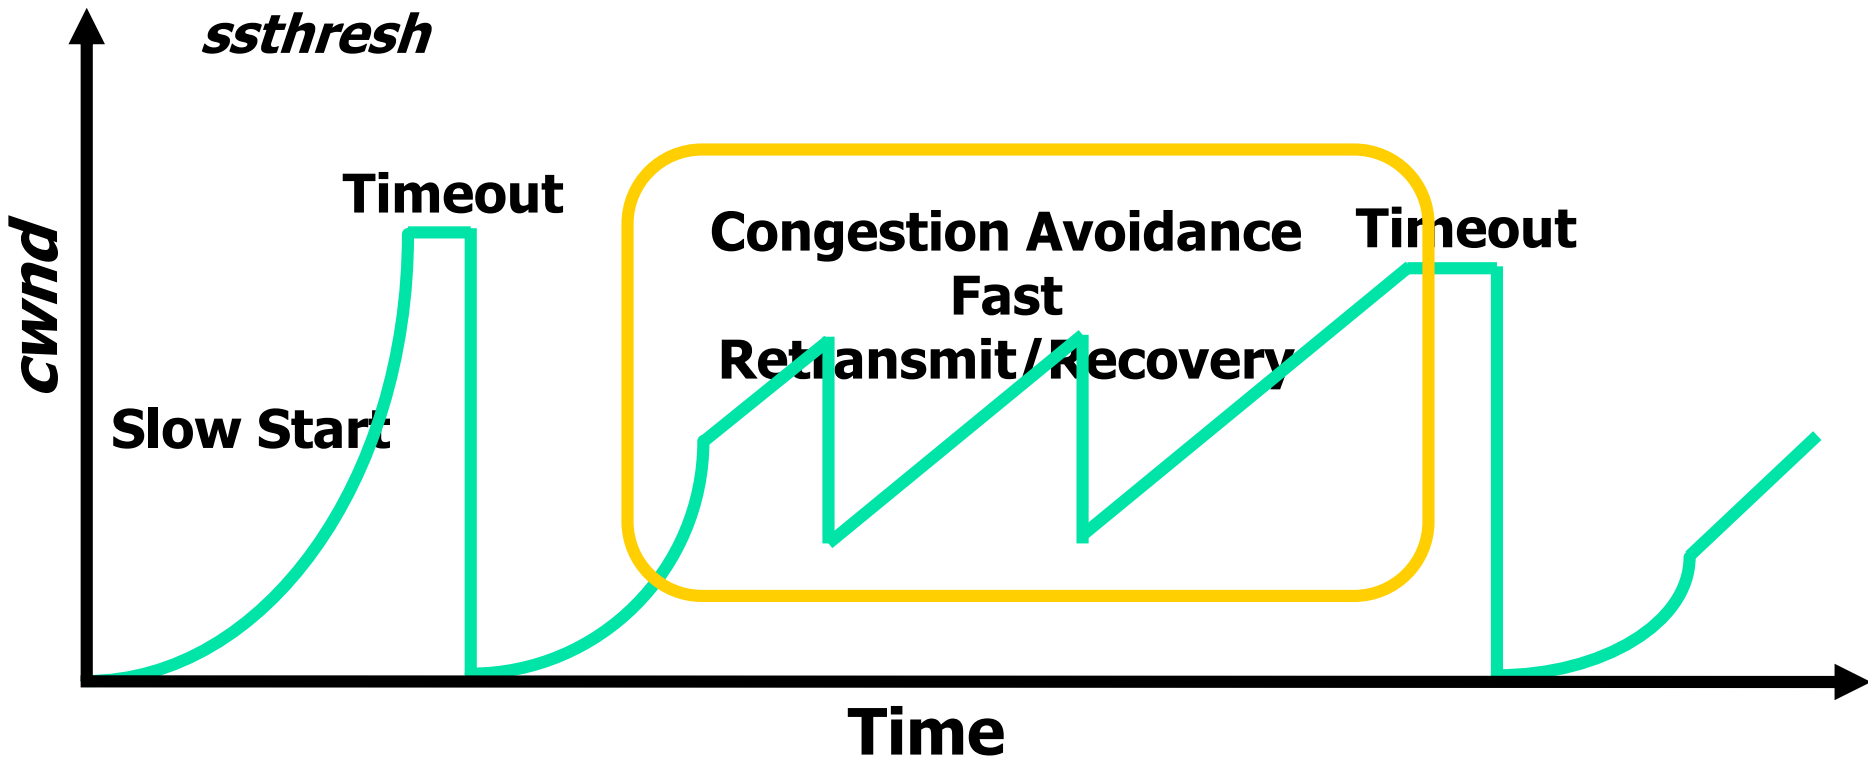 ssthresh
Timeout
Congestion Avoidance
Fast
Retransmit/Recovery
Timeout
cwnd
Slow Start
Time